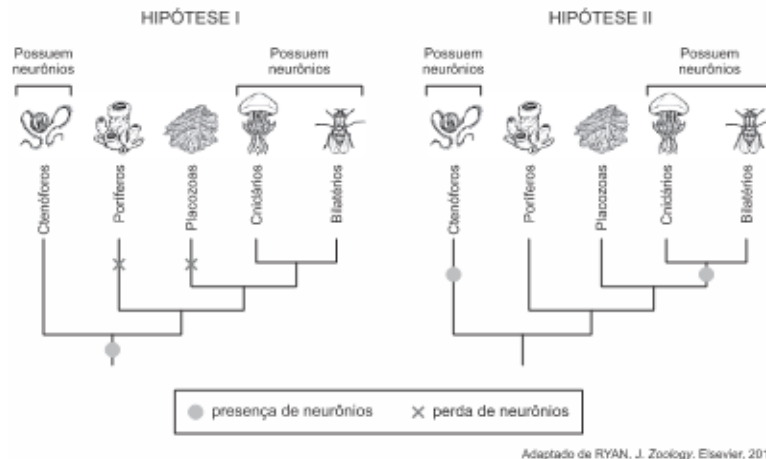 HIPÓTESE I
HIPÓTESE II
Possuem
neurônios
Possuem
neurônios
Possuem
neurônios
Possuem
neurônios
Ctenóforos
Poríferos
Placozoas
Cnidários
Bilatérios
Ctenóforos
Poríferos
Placozoas
Cnidários
Bilatérios
presença de neurônios
perda de neurônios
Adaptado de RYAN, J. Zoology. Elsevier, 201